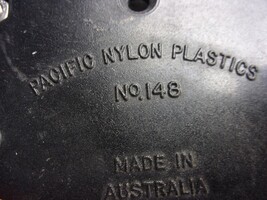 PACIFIC NYLON PLASTICS
NO.148
MADE IN
AUSTRALIA